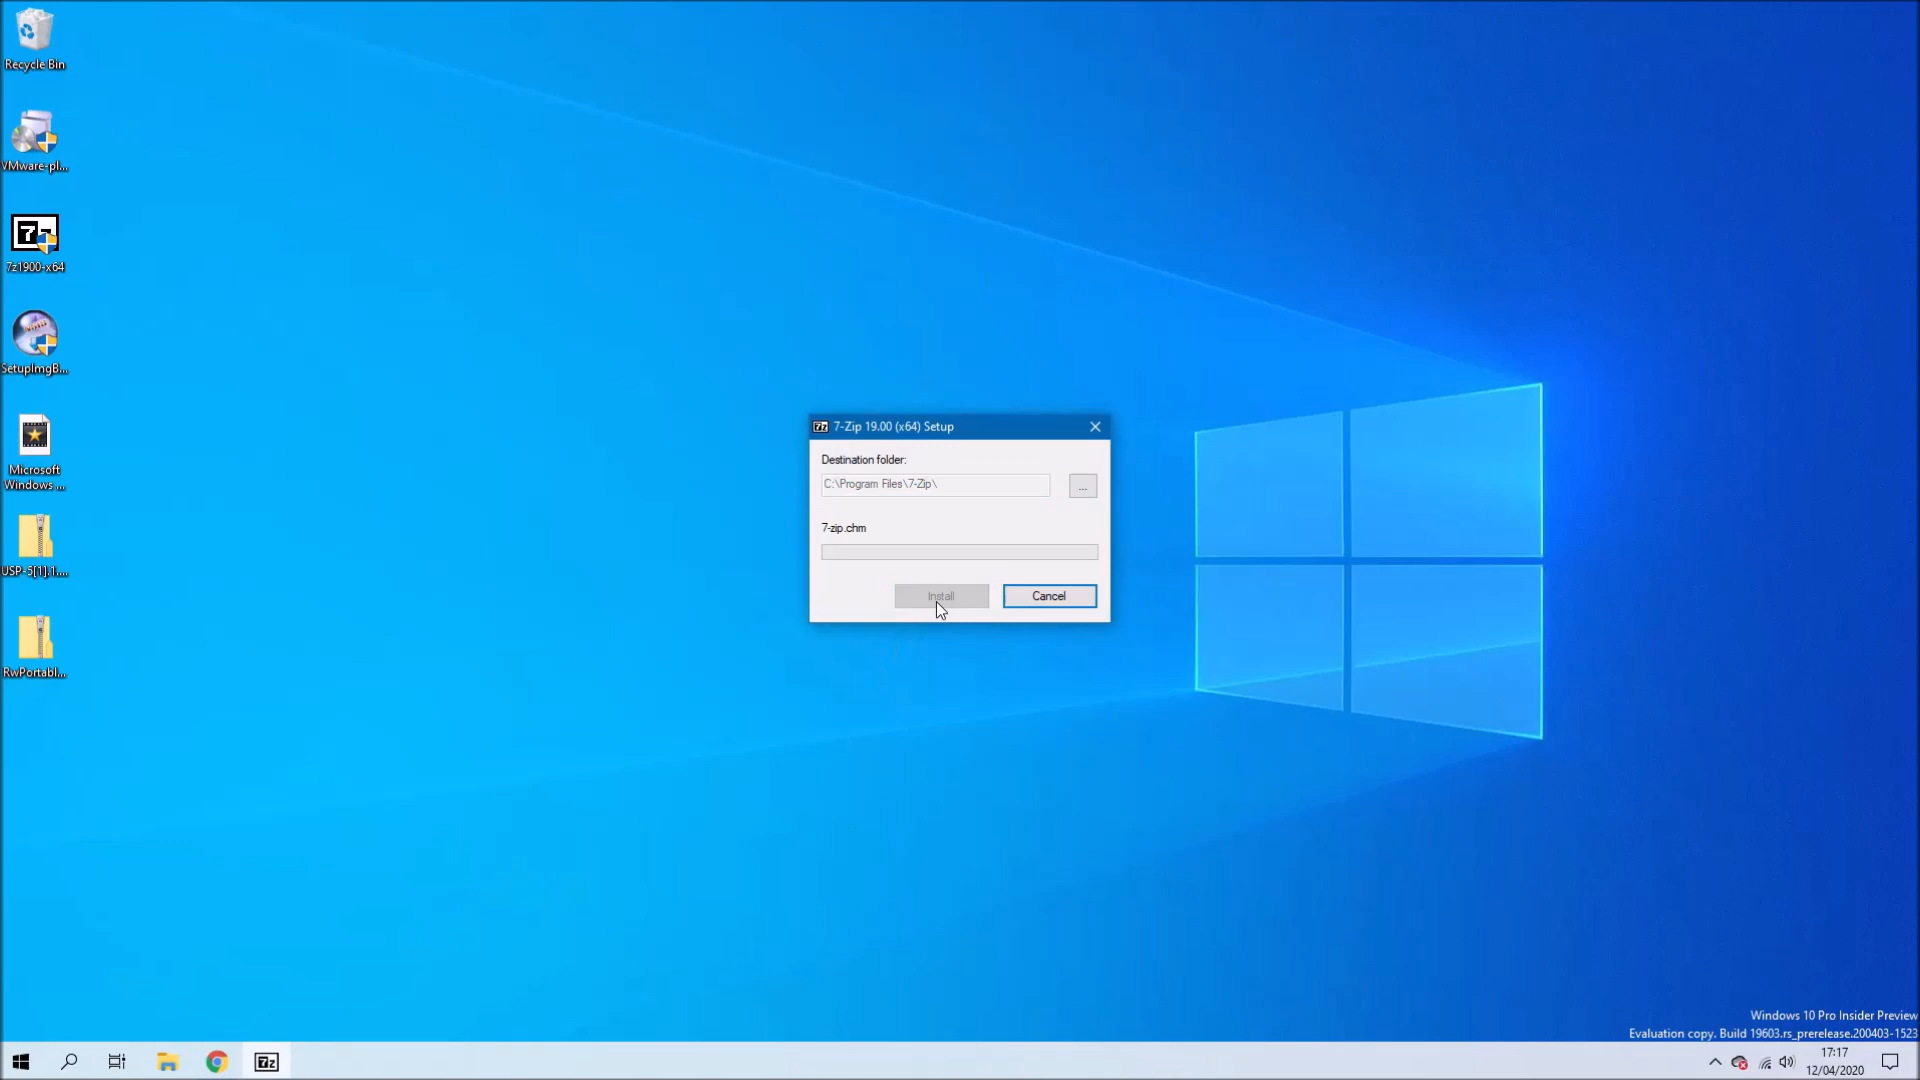 Recycle Bin
VMware-pl...
7z1900-x64
SetupImgB...
Microsoft
Windows ...
USP-5[1].1....
RwPortabl...
7-Zip 19.00 (x64) Setup
Destination folder:
C:\Program Files\7-Zip\
...
7-zip.chm
Install
Cancel
Windows 10 Pro Insider Preview
Evaluation copy. Build 19603.rs_prerelease.200403-1523
17:17
12/04/2020